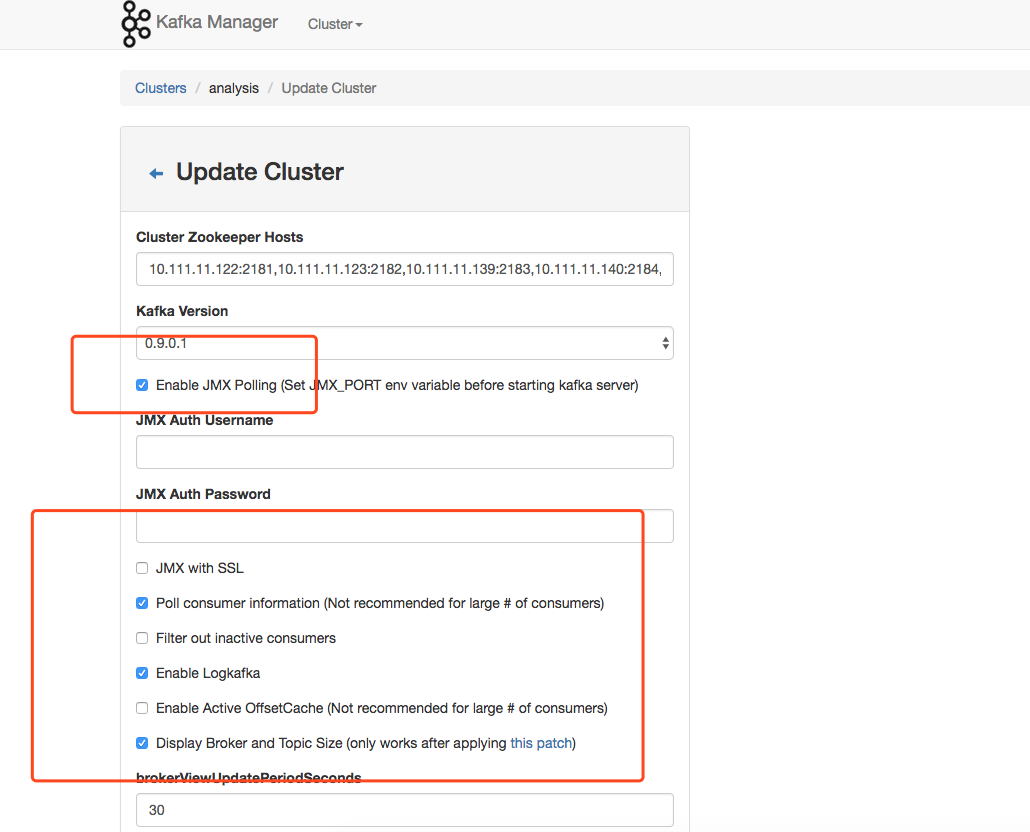 Kafka Manager Cluster
Clusters / analysis / Update Cluster
Update Cluster
Cluster Zookeeper Hosts
10.111.11.122:2181,10.111.11.123:2182,10.111.11.139:2183,10.111.11.140:2184,
Kafka Version
0.9.0.1
Enable JMX Polling (Set JMX_PORT env variable before starting kafka server)
JMX Auth Username
JMX Auth Password
JMX with SSL
Poll consumer information (Not recommended for large # of consumers)
Filter out inactive consumers
Enable Logkafka
Enable Active OffsetCache (Not recommended for large # of consumers)
Display Broker and Topic Size (only works after applying this patch)
brokerViewUpdatePeriodSeconds
30